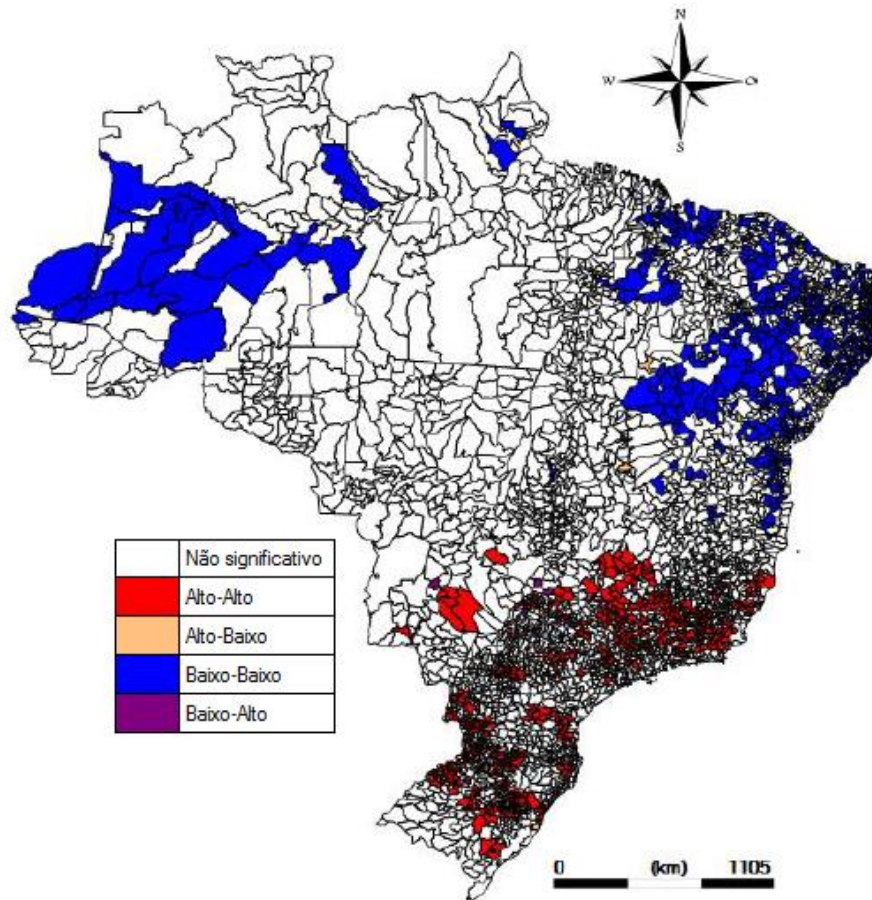 N
W
O
S
Não significativo
Alto-Alto
Alto-Baixo
Baixo-Baixo
Baixo-Alto
0 (km) 1105